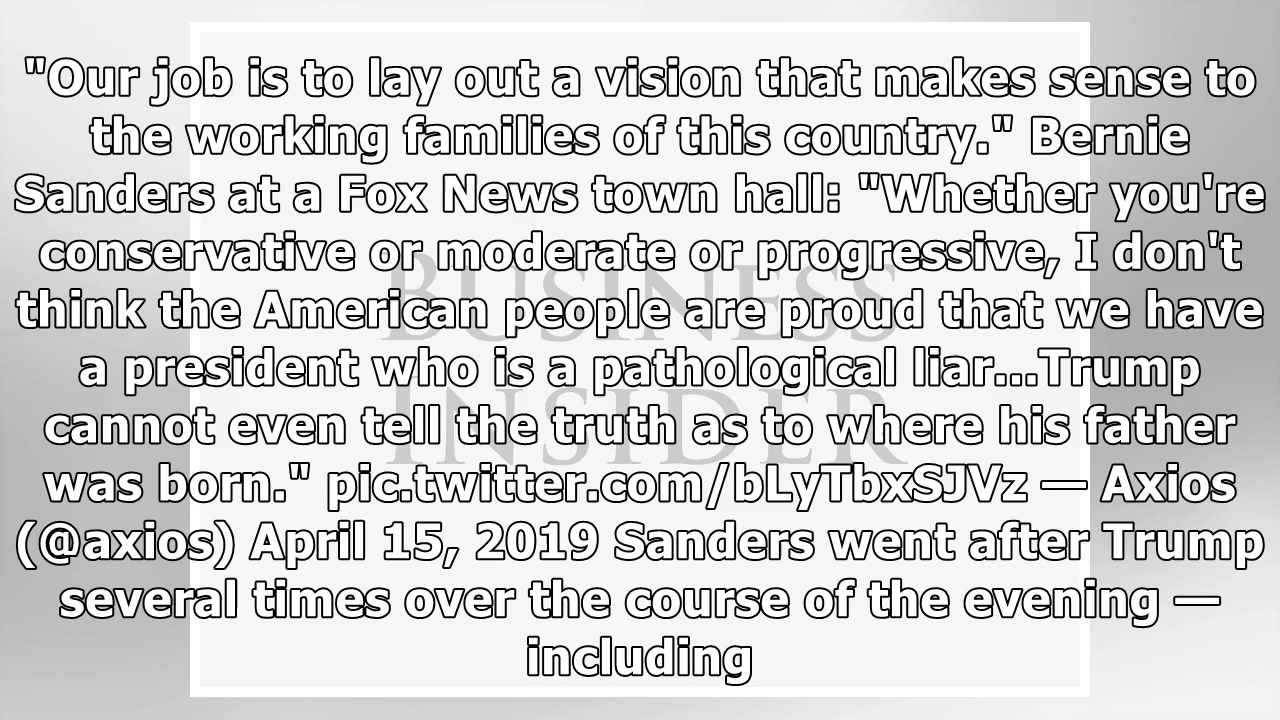 "Our job is to lay out a vision that makes sense to
the working families of this country." Bernie
Sanders at a Fox News town hall: "Whether you're
conservative or moderate or progressive, I don't
think the American people are proud that we have
a president who is a pathological liar...Trump
cannot even tell the truth as to where his father
was born." pic.twitter.com/bLyTbxSJVz — Axios
(@axios) April 15, 2019 Sanders went after Trump
several times over the course of the evening —
including
BUSINESS
INSIDER